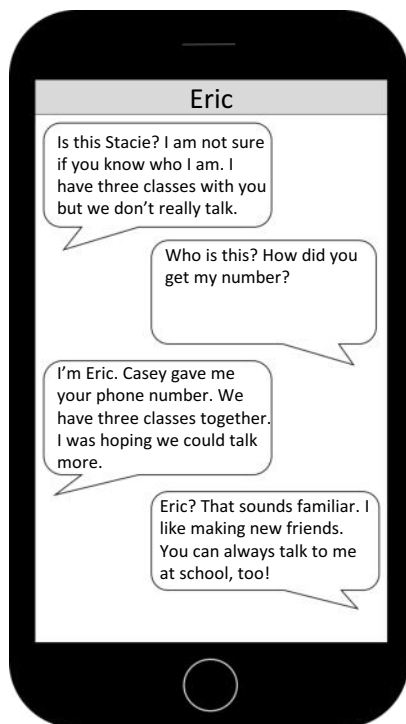 Eric
Is this Stacie? I am not sure
if you know who I am. I
have three classes with you
but we don’t really talk.
Who is this? How did you
get my number?
I’m Eric. Casey gave me
your phone number. We
have three classes together.
I was hoping we could talk
more.
Eric? That sounds familiar. I
like making new friends.
You can always talk to me
at school, too!